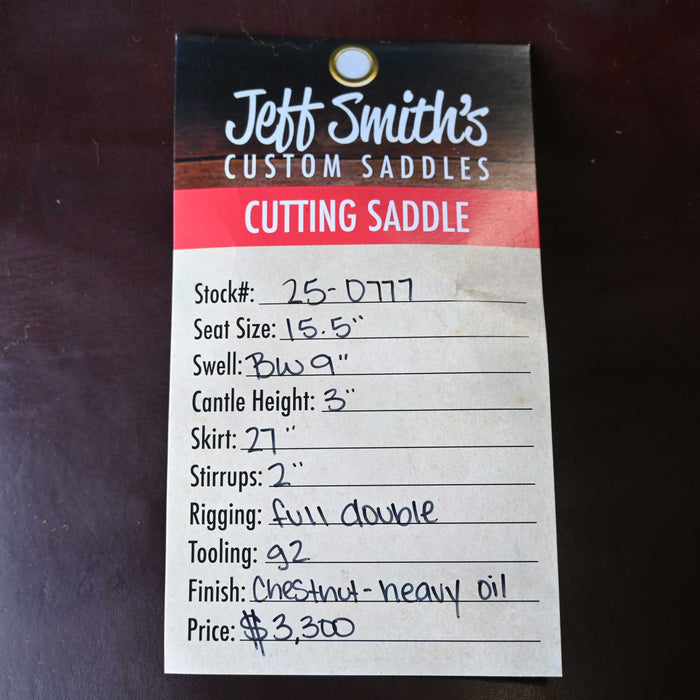 Jeff Smith's
CUSTOM SADDLES
CUTTING SADDLE
Stock#: 25-0777
Seat Size: 15.5"
Swell: BW 9"
Cantle Height: 3"
Skirt: 27"
Stirrups: 2"
Rigging: full double
Tooling: g2
Finish: Chestnut - heavy oil
Price: $3,300